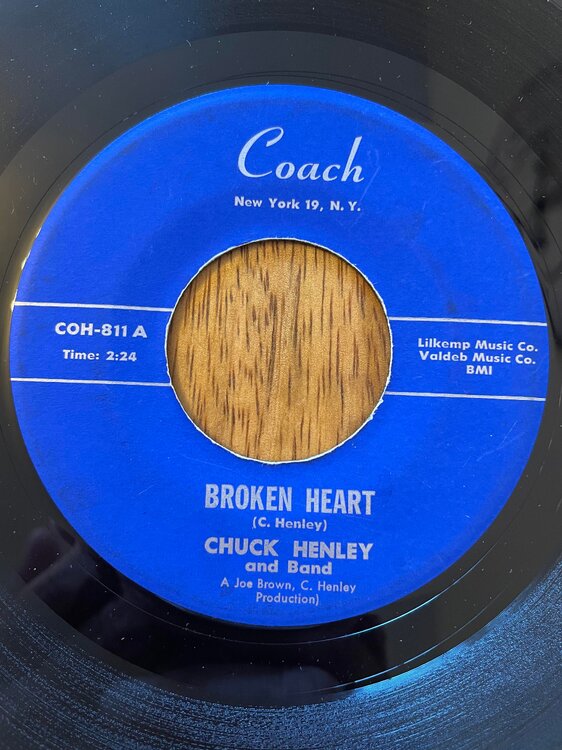 Coach
New York 19, N. Y.
COH-811 A
Time: 2:24
Lilkemp Music Co.
Valdeb Music Co.
BMI
BROKEN HEART
(C. Henley)
CHUCK HENLEY
and Band
A Joe Brown, C. Henley
Production)